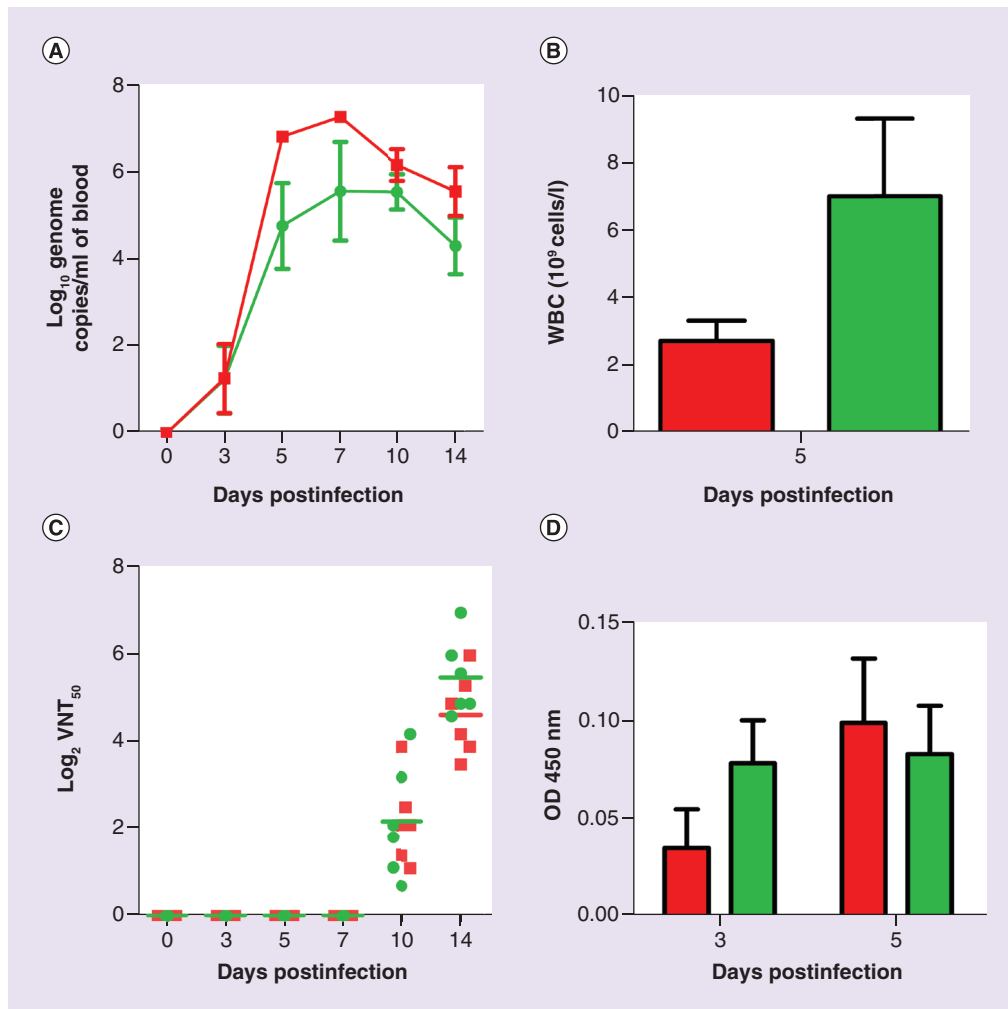 A
8
6
4
2
0
Log₁₀ genome
copies/ml of blood
0 3 5 7 10 14
Days postinfection
B
10
8
6
4
2
0
WBC (10⁹ cells/l)
5
Days postinfection
C
8
6
4
2
0
Log₂ VNT₅₀
0 3 5 7 10 14
Days postinfection
D
0.15
0.10
0.05
0.00
OD 450 nm
3 5
Days postinfection